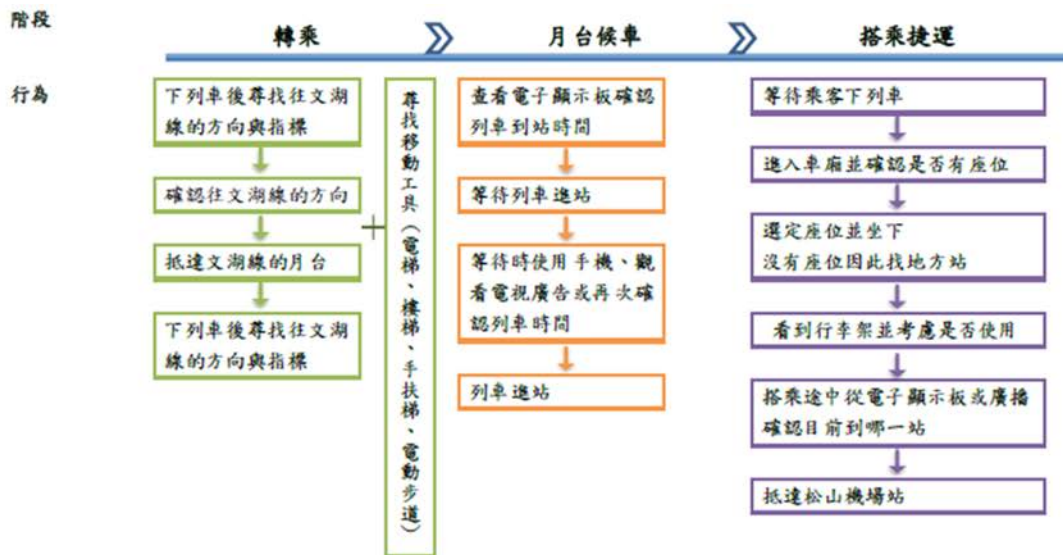 階段
轉乘
月台候車
搭乘捷運
行為
下列車後尋找往文湖
線的方向與指標
確認往文湖線的方向
抵達文湖線的月台
下列車後尋找往文湖
線的方向與指標
+
尋找移動工具（電梯、樓梯、手扶梯、電動步道）
查看電子顯示板確認
列車到站時間
等待列車進站
等待時使用手機、觀
看電視廣告或再次確
認列車時間
列車進站
等待乘客下列車
進入車廂並確認是否有座位
選定座位並坐下
沒有座位因此找地方站
看到行李架並考慮是否使用
搭乘途中從電子顯示板或廣播
確認目前到哪一站
抵達松山機場站